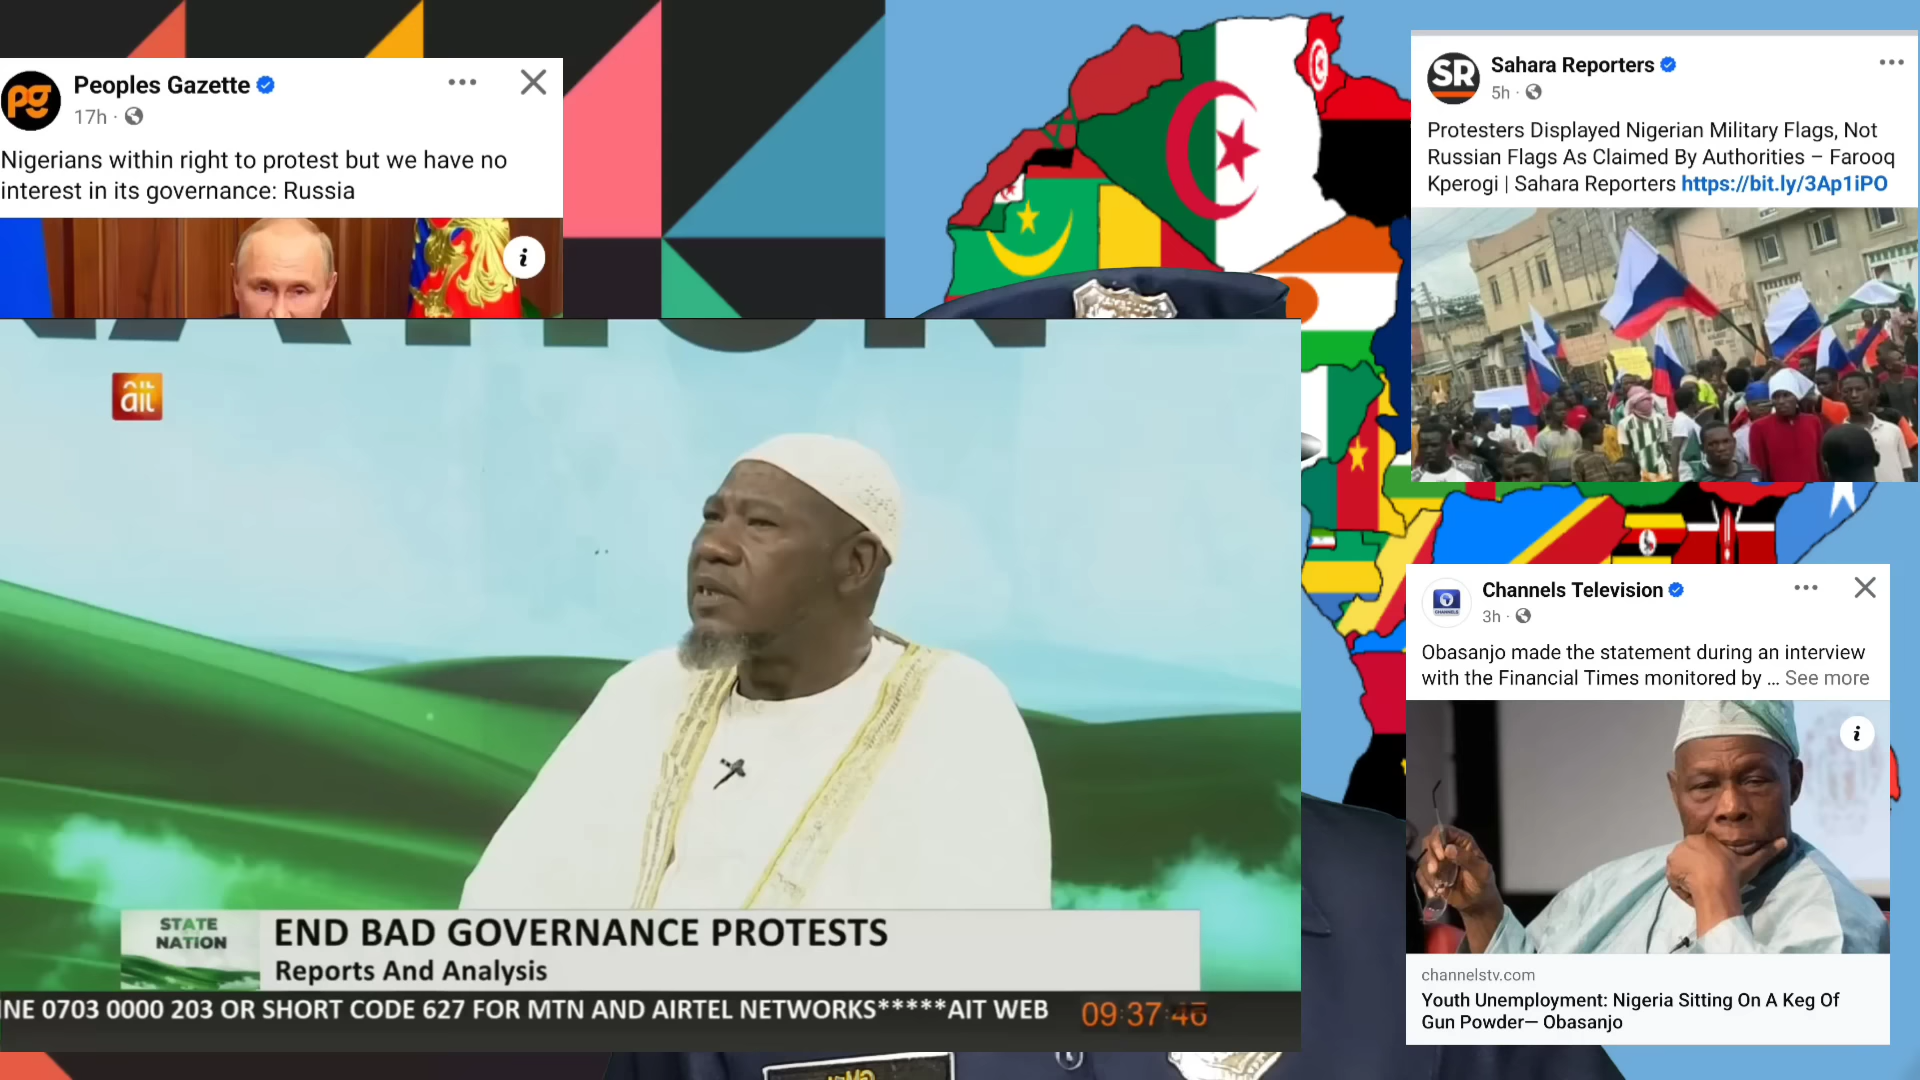 Peoples Gazette
17h
Nigerians within right to protest but we have no
interest in its governance: Russia
SR
Sahara Reporters
5h
Protesters Displayed Nigerian Military Flags, Not
Russian Flags As Claimed By Authorities – Farooq
Kperogi | Sahara Reporters https://bit.ly/3Ap1iPO
ait
STATE
NATION
END BAD GOVERNANCE PROTESTS
Reports And Analysis
NE 0703 0000 203 OR SHORT CODE 627 FOR MTN AND AIRTEL NETWORKS*****AIT WEB
09:37:46
CHANNELS
Channels Television
3h
Obasanjo made the statement during an interview
with the Financial Times monitored by ... See more
channelstv.com
Youth Unemployment: Nigeria Sitting On A Keg Of
Gun Powder— Obasanjo